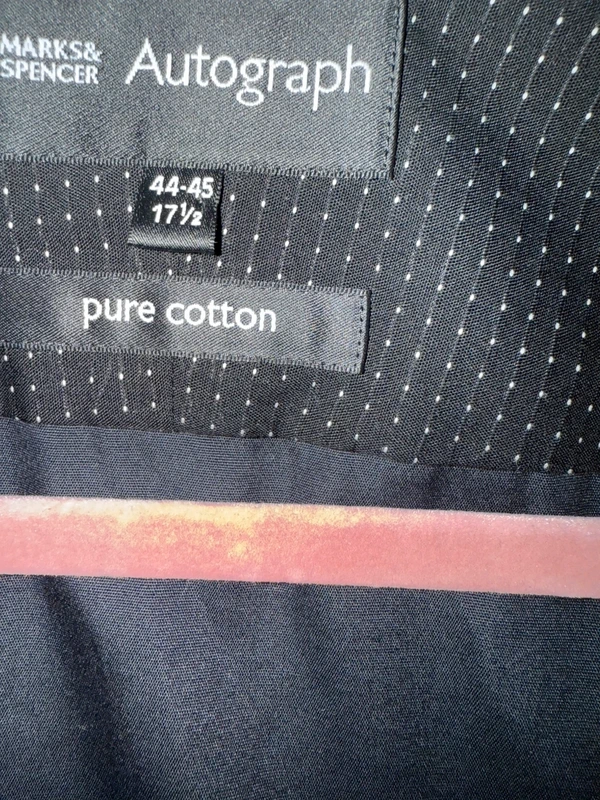 MARKS&
SPENCER
Autograph
44-45
17½
pure cotton